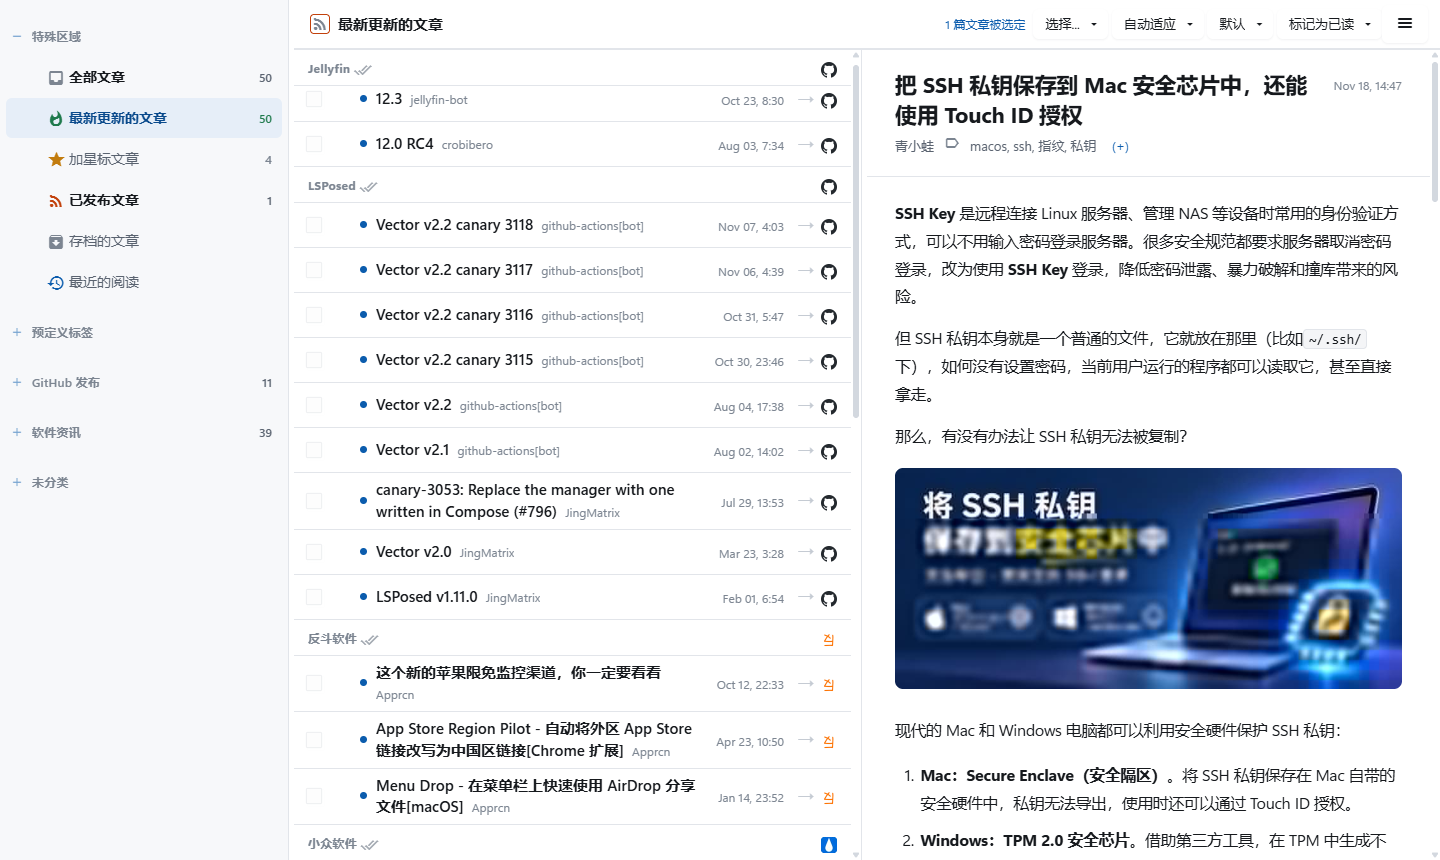 特殊区域
全部文章 50
最新更新的文章 50
加星标文章 4
已发布文章 1
存档的文章
最近的阅读
预定义标签
GitHub 发布 11
软件资讯 39
未分类
最新更新的文章
1 篇文章被选定 选择... 自动适应 默认 标记为已读
Jellyfin
12.3 jellyfin-bot Oct 23, 8:30
12.0 RC4 crobibero Aug 03, 7:34
LSPosed
Vector v2.2 canary 3118 github-actions[bot] Nov 07, 4:03
Vector v2.2 canary 3117 github-actions[bot] Nov 06, 4:39
Vector v2.2 canary 3116 github-actions[bot] Oct 31, 5:47
Vector v2.2 canary 3115 github-actions[bot] Oct 30, 23:46
Vector v2.2 github-actions[bot] Aug 04, 17:38
Vector v2.1 github-actions[bot] Aug 02, 14:02
canary-3053: Replace the manager with one
written in Compose (#796) JingMatrix Jul 29, 13:53
Vector v2.0 JingMatrix Mar 23, 3:28
LSPosed v1.11.0 JingMatrix Feb 01, 6:54
反斗软件
这个新的苹果限免监控渠道，你一定要看看
Apprcn Oct 12, 22:33
App Store Region Pilot - 自动将外区 App Store
链接改写为中国区链接[Chrome 扩展] Apprcn Apr 23, 10:50
Menu Drop - 在菜单栏上快速使用 AirDrop 分享
文件[macOS] Apprcn Jan 14, 23:52
小众软件
把 SSH 私钥保存到 Mac 安全芯片中，还能
使用 Touch ID 授权
Nov 18, 14:47
青小蛙 macos, ssh, 指纹, 私钥 (+)
SSH Key 是远程连接 Linux 服务器、管理 NAS 等设备时常用的身份验证方
式，可以不用输入密码登录服务器。很多安全规范都要求服务器取消密码
登录，改为使用 SSH Key 登录，降低密码泄露、暴力破解和撞库带来的风
险。
但 SSH 私钥本身就是一个普通的文件，它就放在那里（比如 ~/.ssh/
下），如何没有设置密码，当前用户运行的程序都可以读取它，甚至直接
拿走。
那么，有没有办法让 SSH 私钥无法被复制？
将 SSH 私钥
保存到安全芯片中
现代的 Mac 和 Windows 电脑都可以利用安全硬件保护 SSH 私钥：
1. Mac：Secure Enclave（安全隔区）。将 SSH 私钥保存在 Mac 自带的
安全硬件中，私钥无法导出，使用时还可以通过 Touch ID 授权。
2. Windows：TPM 2.0 安全芯片。借助第三方工具，在 TPM 中生成不